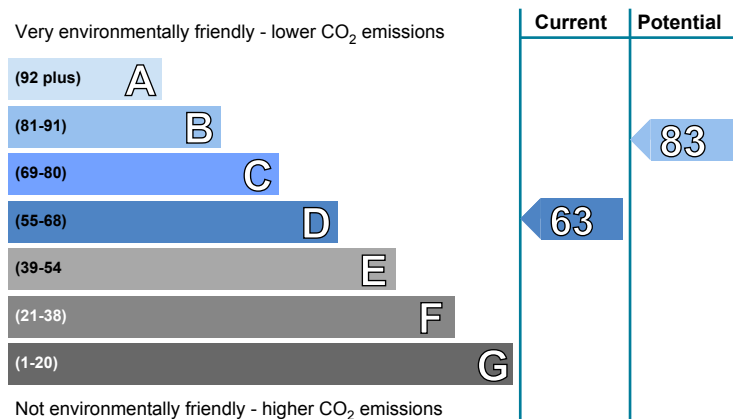 Very environmentally friendly - lower CO₂ emissions
Current
Potential
(92 plus) A
(81-91) B
83
(69-80) C
(55-68) D
63
(39-54 E
(21-38) F
(1-20) G
Not environmentally friendly - higher CO₂ emissions